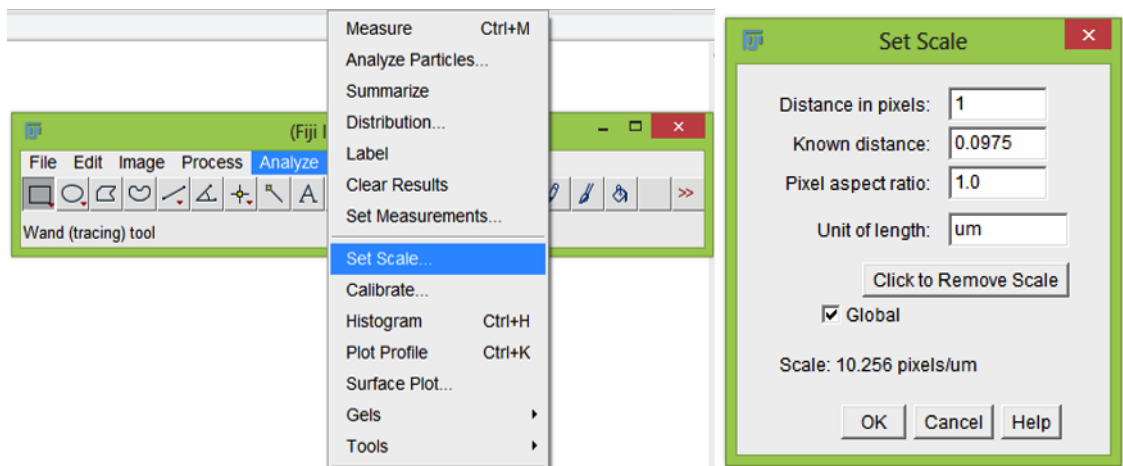 Measure Ctrl+M
Analyze Particles...
Summarize
Distribution...
Label
Clear Results
Set Measurements...
Set Scale...
Calibrate...
Histogram Ctrl+H
Plot Profile Ctrl+K
Surface Plot...
Gels
Tools
(Fiji
File Edit Image Process Analyze
A >>
Wand (tracing) tool
Set Scale
Distance in pixels: 1
Known distance: 0.0975
Pixel aspect ratio: 1.0
Unit of length: um
Click to Remove Scale
Global
Scale: 10.256 pixels/um
OK Cancel Help